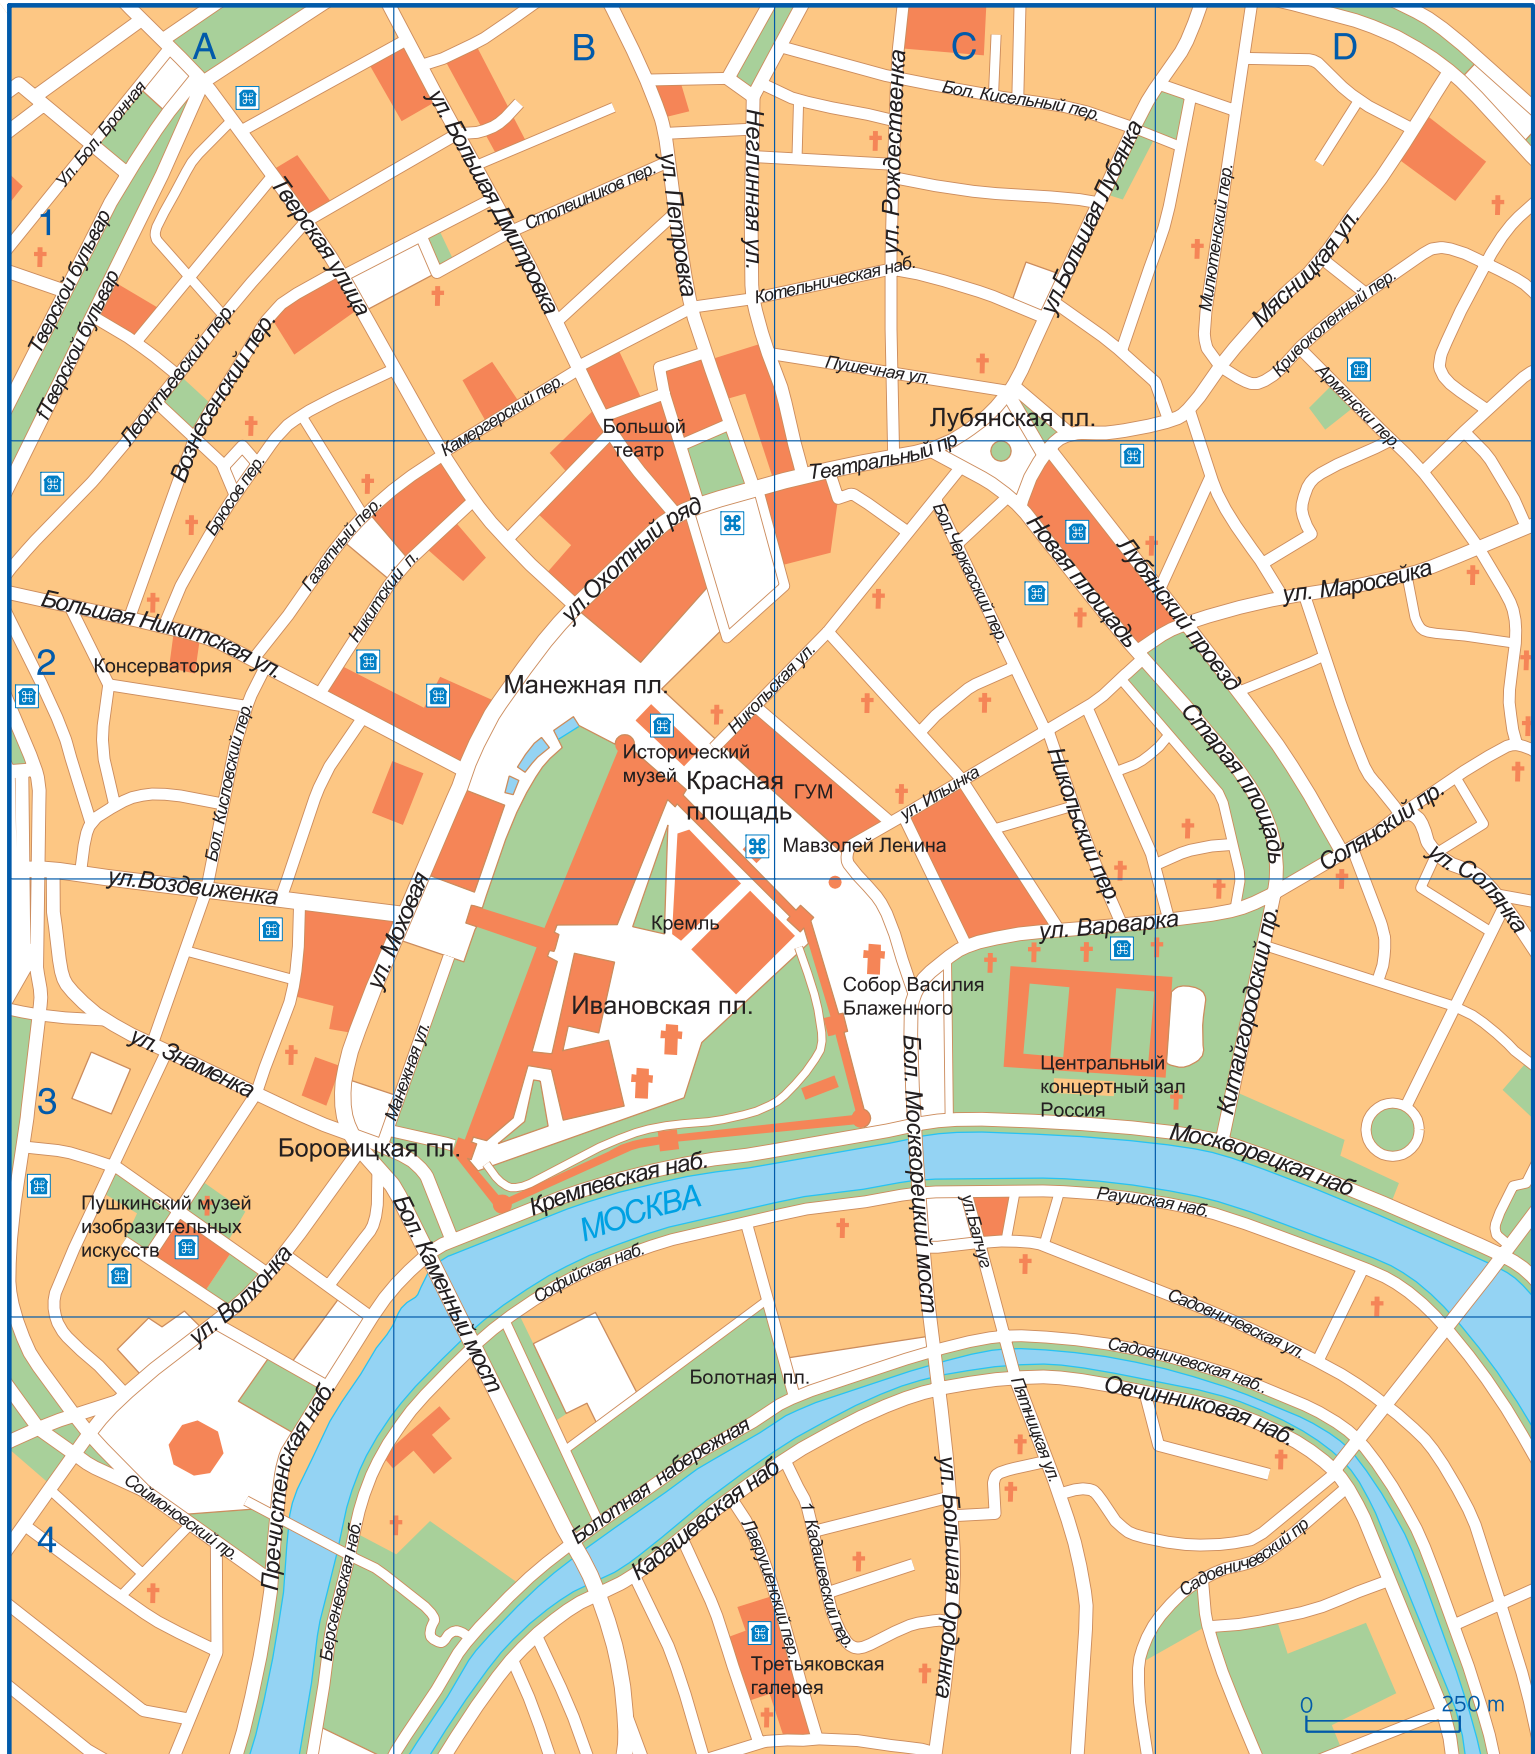 A
B
C
D
Ул. Бол. Бронная
1
Тверской бульвар
fТверской бульвар
Тверская улица
ул. Большая Дмитровка
Столешников пер.
ул. Петровка
Неглинная ул.
ул. Рождественка
Бол. Кисельный пер.
ул.Большая Лубянка
Милютенский пер.
Мясницкая ул.
Кривоколенный пер.
Армянски пер.
Котельническая наб.
Пушечная ул.
Леонтьевский пер.
Вознесенский пер.
Камергерский пер.
Большой
театр
Лубянская пл.
Театральный пр
Брюсов пер.
Газетный пер.
Никитский п.
ул.Охотный ряд
Бол.Черкасский пер.
Новая площадь
Лубянский проезд
ул. Маросейка
Большая Никитская ул.
2
Консерватория
Манежная пл.
Никольская ул.
Старая площадь
Бол. Кисловский пер.
Исторический
музей
Красная
площадь
ГУМ
ул. Ильинка
Никольский пер.
Солянский пр.
ул. Солянка
Мавзолей Ленина
ул.Воздвиженка
ул. Моховая
Кремль
ул. Варварка
Китайгородский пр.
Собор Василия
Блаженного
Ивановская пл.
ул. Знаменка
Манежная ул.
Бол. Москворецкий мост
Центральный
концертный зал
Россия
3
Боровицкая пл.
Кремлевская наб.
МОСКВА
Москворецкая наб
Раушская наб.
ул.Балчуг
Пушкинский музей
изобразительных
искусств
Бол. Каменный мост
Софийская наб.
ул. Волхонка
Садовничевская ул.
Садовничевская наб..
Овчинниковая наб.
Болотная пл.
Пятницкая ул.
Пречистенская наб.
Болотная набережная
Кадашевская наб
Соймоновский пр.
4
Берсеневская наб.
Лаврушенский пер.
1 Кадашевский пер.
ул. Большая Ордынка
Садовничевский пр
Третьяковская
галерея
0
250 m